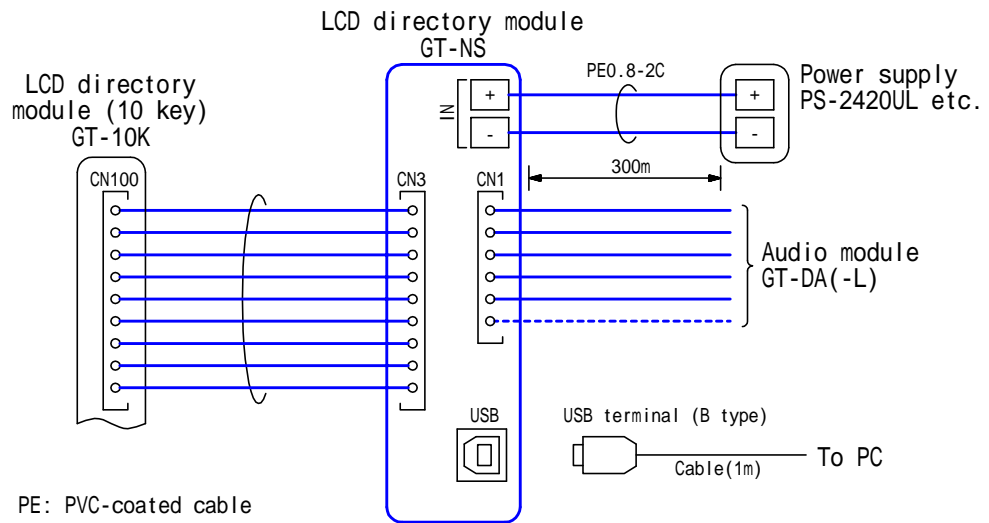 LCD directory module
GT-NS
LCD directory
module (10 key)
GT-10K
PE0.8-2C
Power supply
PS-2420UL etc.
IN
+
-
+
-
300m
CN100
CN3
CN1
Audio module
GT-DA(-L)
USB
USB terminal (B type)
Cable(1m)
To PC
PE: PVC-coated cable